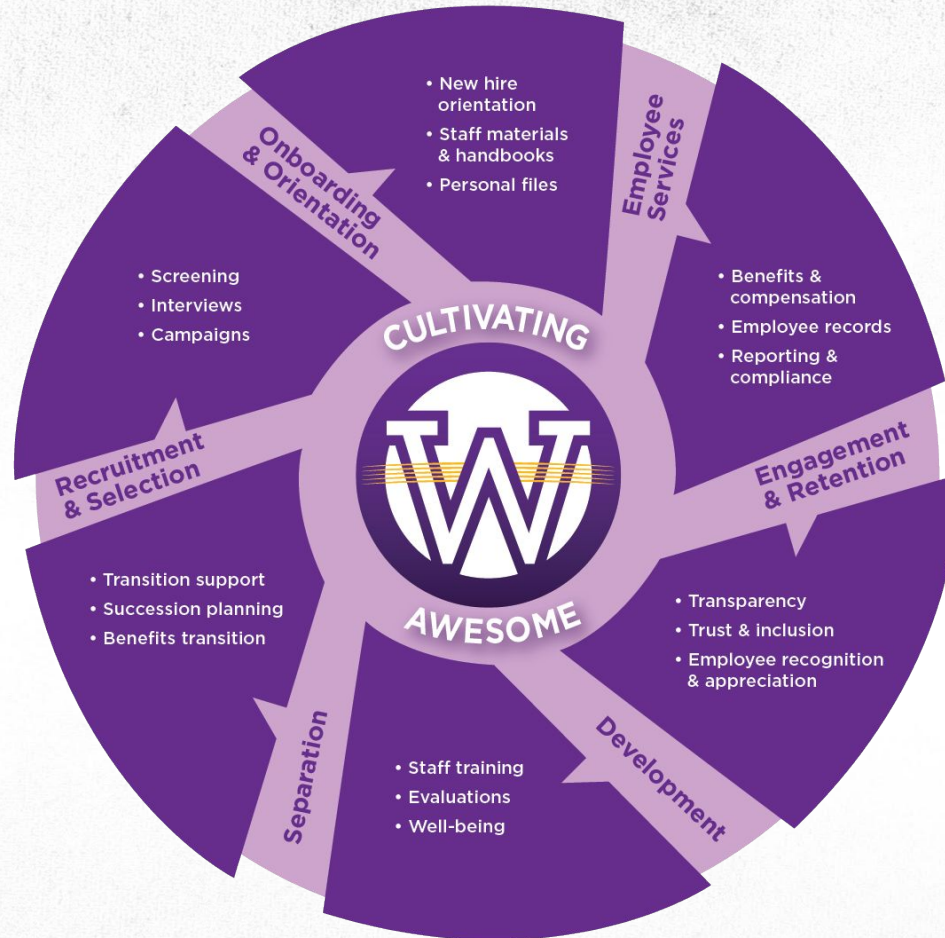 CULTIVATING
W
AWESOME
Recruitment
& Selection
• Screening
• Interviews
• Campaigns
Onboarding
& Orientation
• New hire
orientation
• Staff materials
& handbooks
• Personal files
Employee
Services
• Benefits &
compensation
• Employee records
• Reporting &
compliance
Engagement
& Retention
• Transparency
• Trust & inclusion
• Employee recognition
& appreciation
Development
• Staff training
• Evaluations
• Well-being
Separation
• Transition support
• Succession planning
• Benefits transition